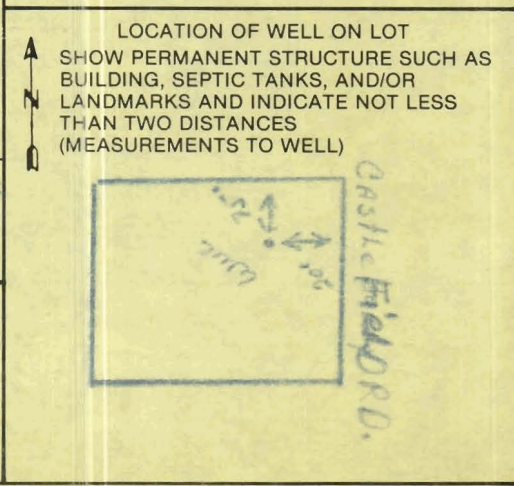 LOCATION OF WELL ON LOT
SHOW PERMANENT STRUCTURE SUCH AS
BUILDING, SEPTIC TANKS, AND/OR
LANDMARKS AND INDICATE NOT LESS
THAN TWO DISTANCES
(MEASUREMENTS TO WELL)
N
Well
CASTLE Field RD.